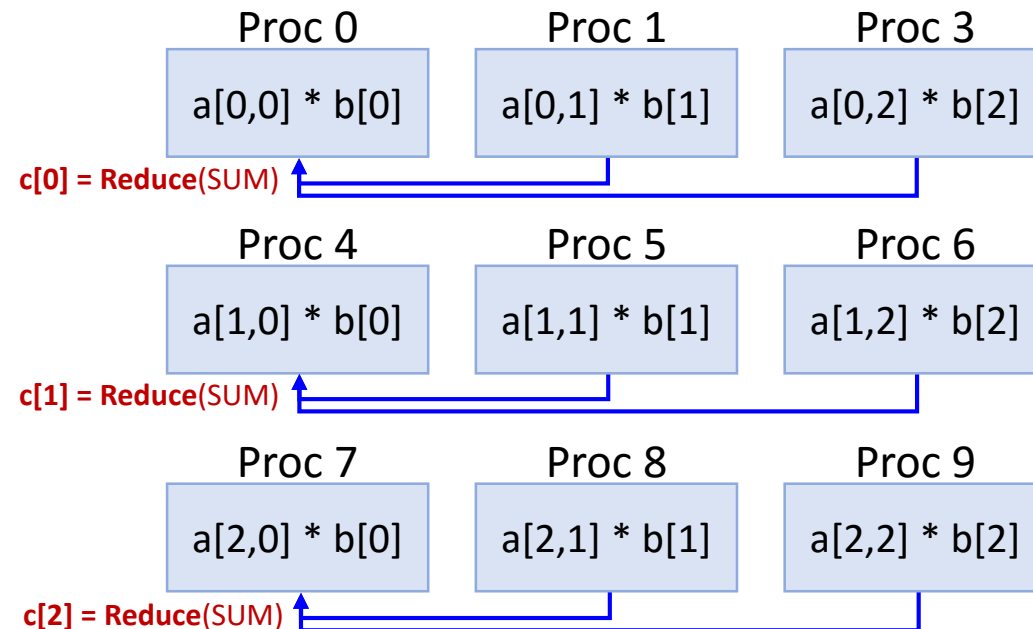 Proc 0 Proc 1 Proc 3
a[0,0] * b[0] a[0,1] * b[1] a[0,2] * b[2]
c[0] = Reduce(SUM)
Proc 4 Proc 5 Proc 6
a[1,0] * b[0] a[1,1] * b[1] a[1,2] * b[2]
c[1] = Reduce(SUM)
Proc 7 Proc 8 Proc 9
a[2,0] * b[0] a[2,1] * b[1] a[2,2] * b[2]
c[2] = Reduce(SUM)